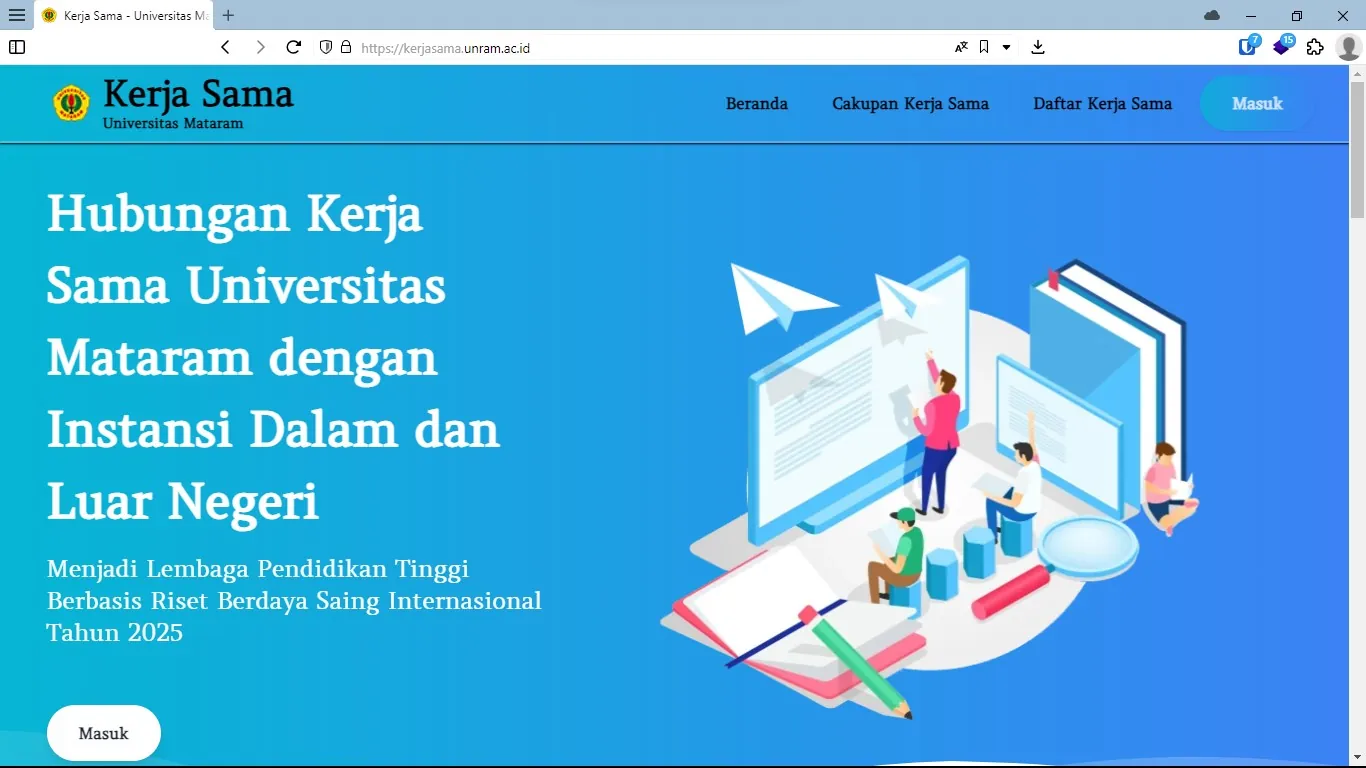 Kerja Sama - Universitas Ma
https://kerjasama.unram.ac.id
7
15
Kerja Sama
Universitas Mataram
Beranda
Cakupan Kerja Sama
Daftar Kerja Sama
Masuk
Hubungan Kerja
Sama Universitas
Mataram dengan
Instansi Dalam dan
Luar Negeri
Menjadi Lembaga Pendidikan Tinggi
Berbasis Riset Berdaya Saing Internasional
Tahun 2025
Masuk